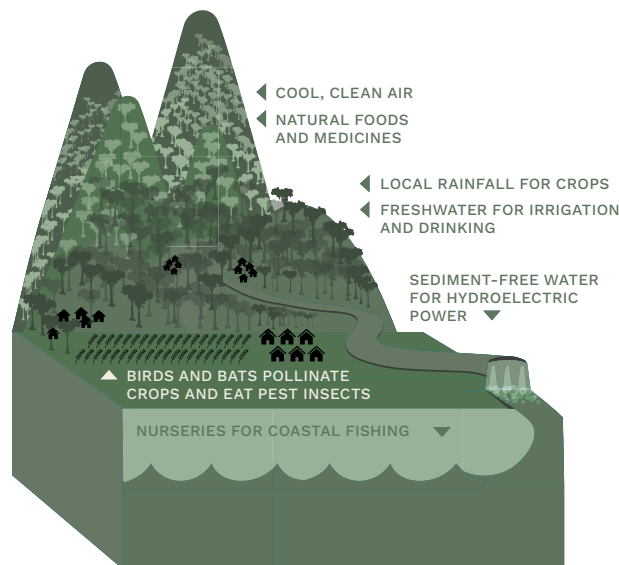 COOL, CLEAN AIR
NATURAL FOODS
AND MEDICINES
LOCAL RAINFALL FOR CROPS
FRESHWATER FOR IRRIGATION
AND DRINKING
SEDIMENT-FREE WATER
FOR HYDROELECTRIC
POWER
BIRDS AND BATS POLLINATE
CROPS AND EAT PEST INSECTS
NURSERIES FOR COASTAL FISHING